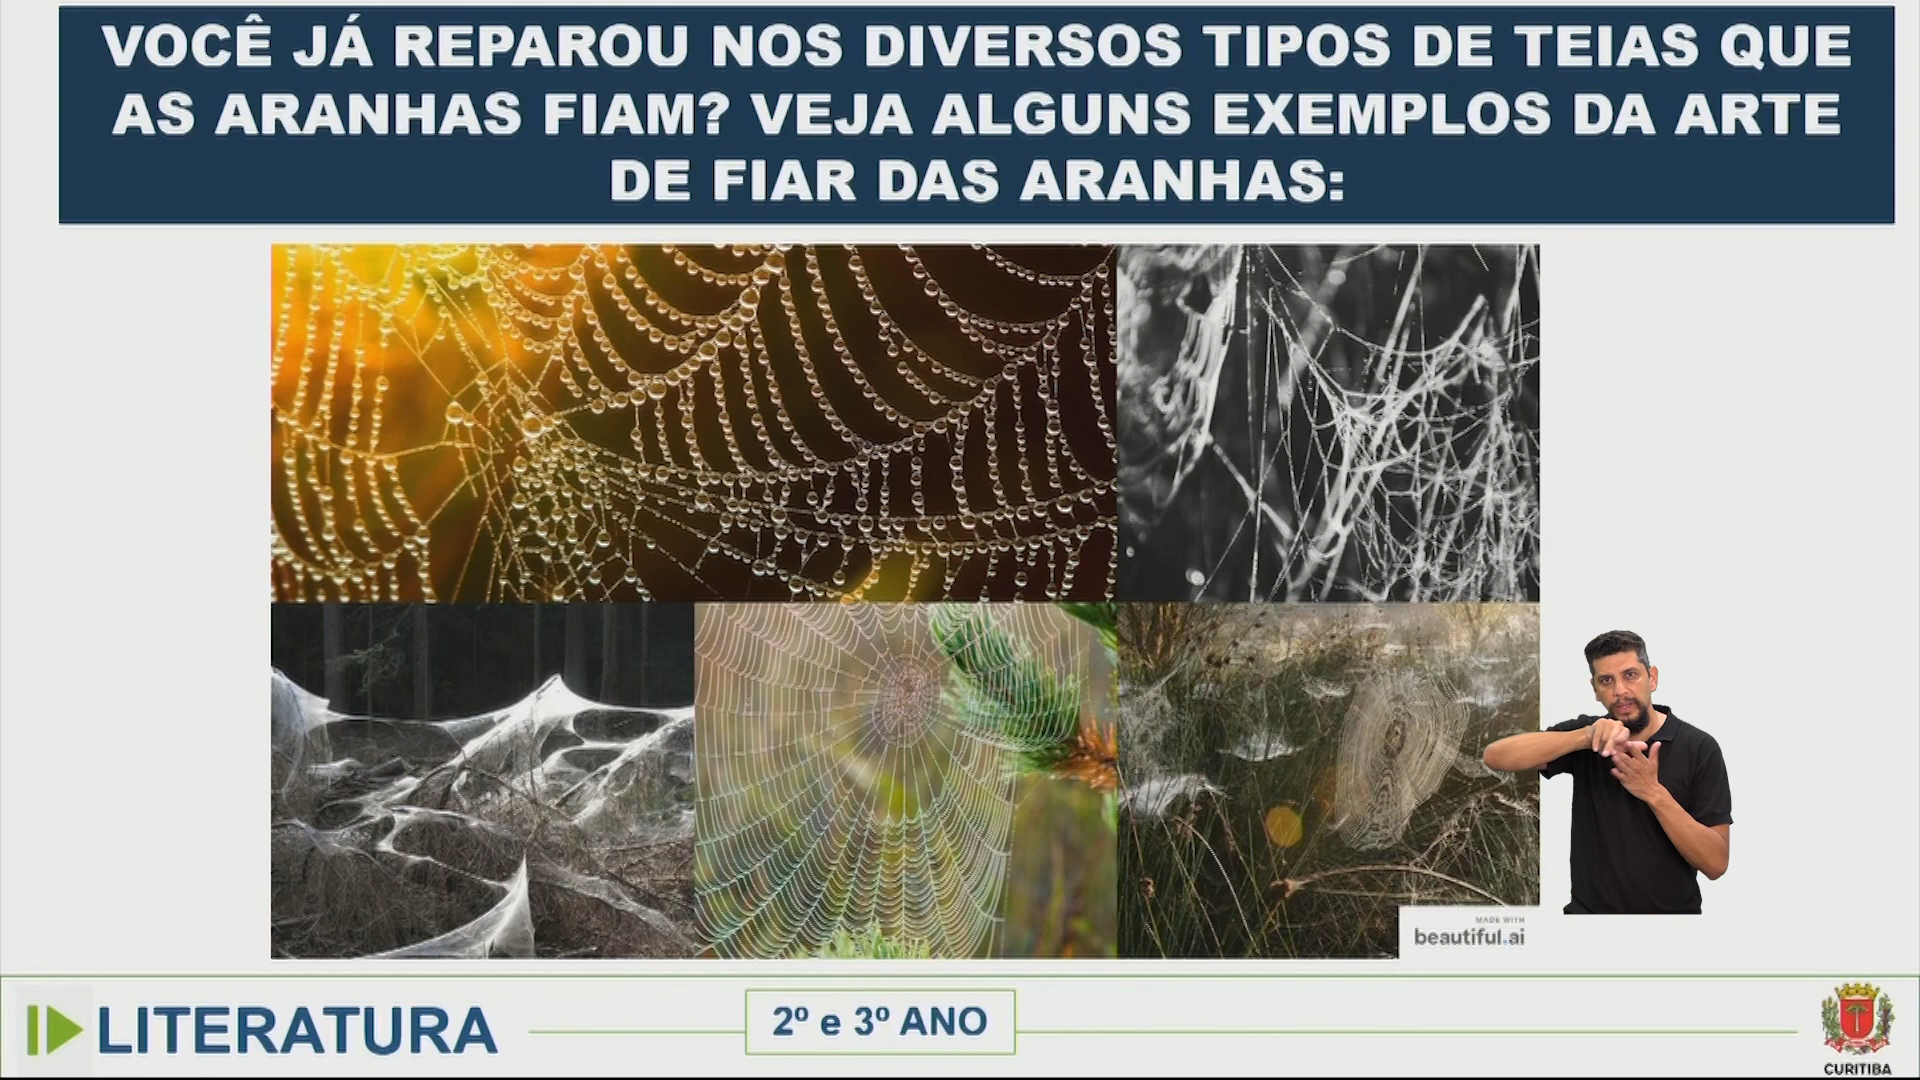 VOCÊ JÁ REPAROU NOS DIVERSOS TIPOS DE TEIAS QUE
AS ARANHAS FIAM? VEJA ALGUNS EXEMPLOS DA ARTE
DE FIAR DAS ARANHAS:
MADE WITH
beautiful.ai
LITERATURA
2º e 3º ANO
CURITIBA